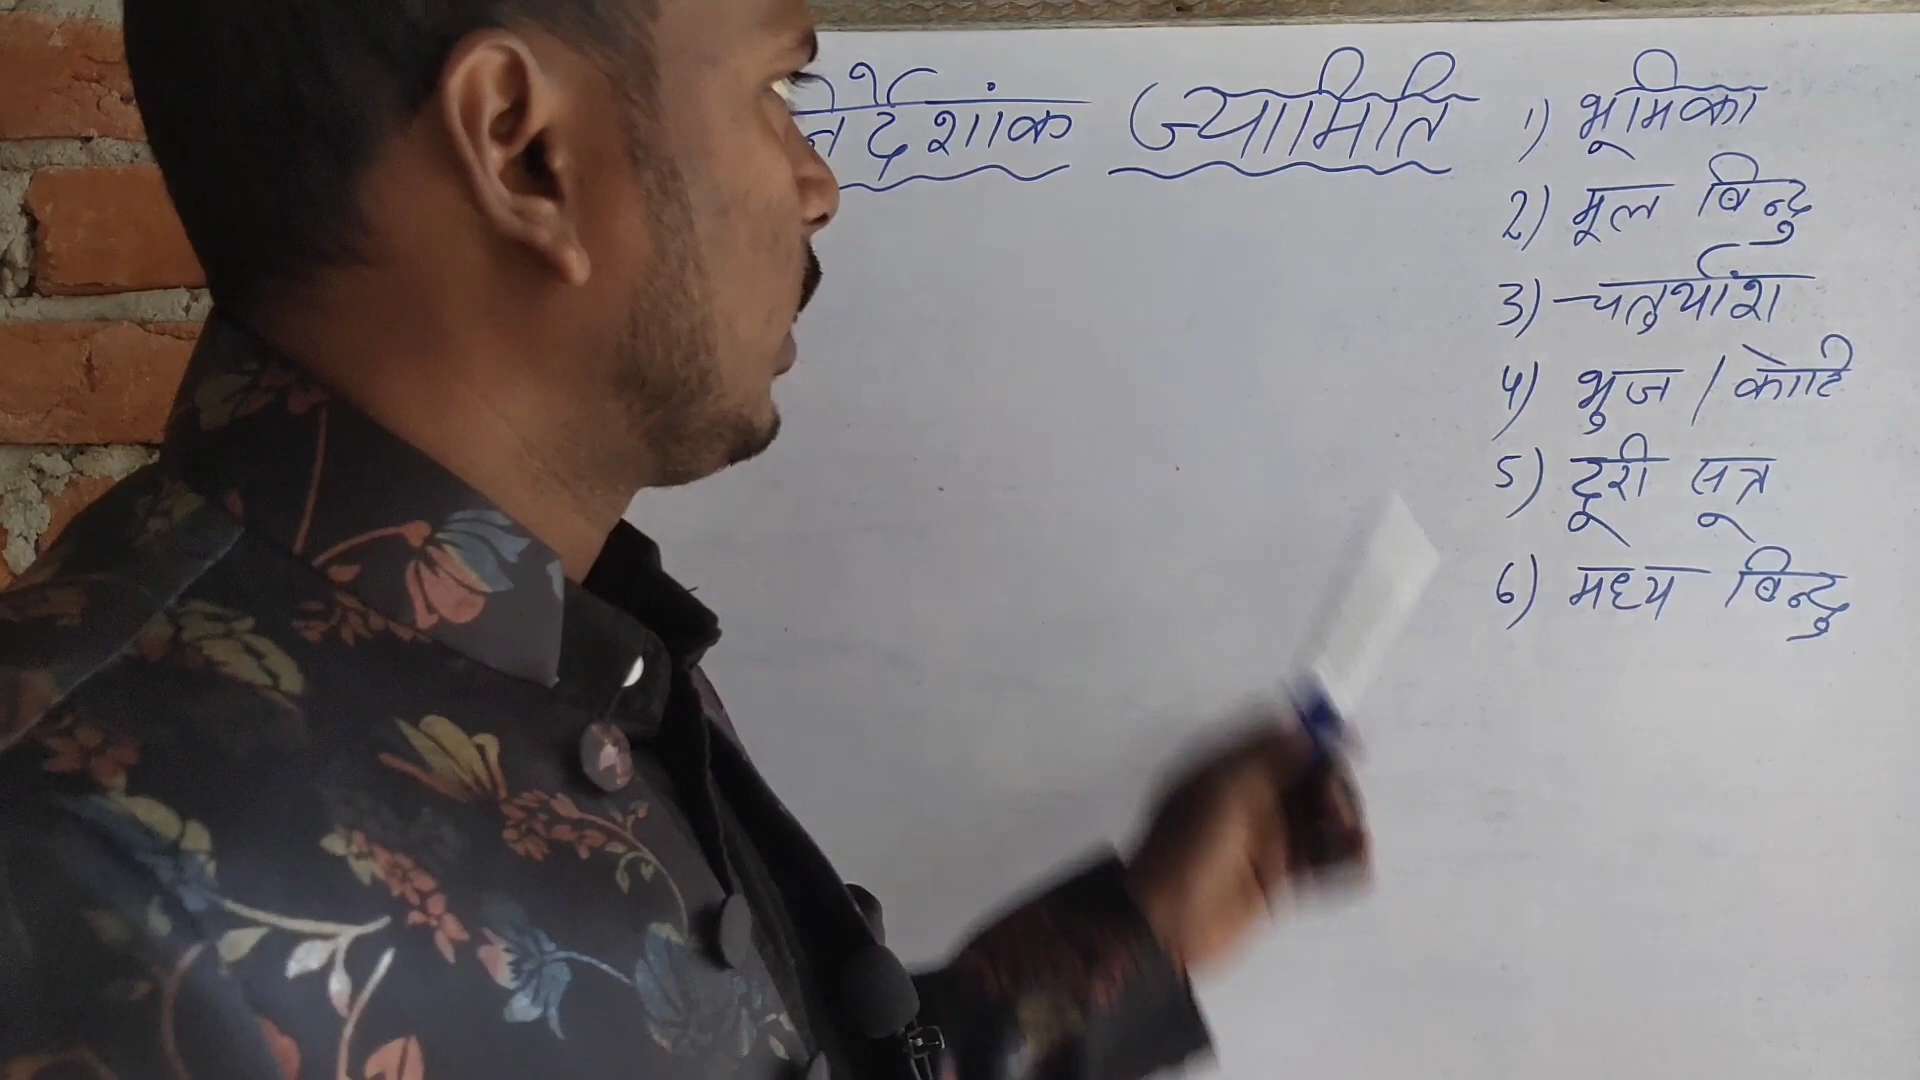 निर्देशांक ज्यामिति
1) भूमिका
2) मूल बिन्दु
3) चतुर्थांश
4) भुज / कोटि
5) दूरी सूत्र
6) मध्य बिन्दु